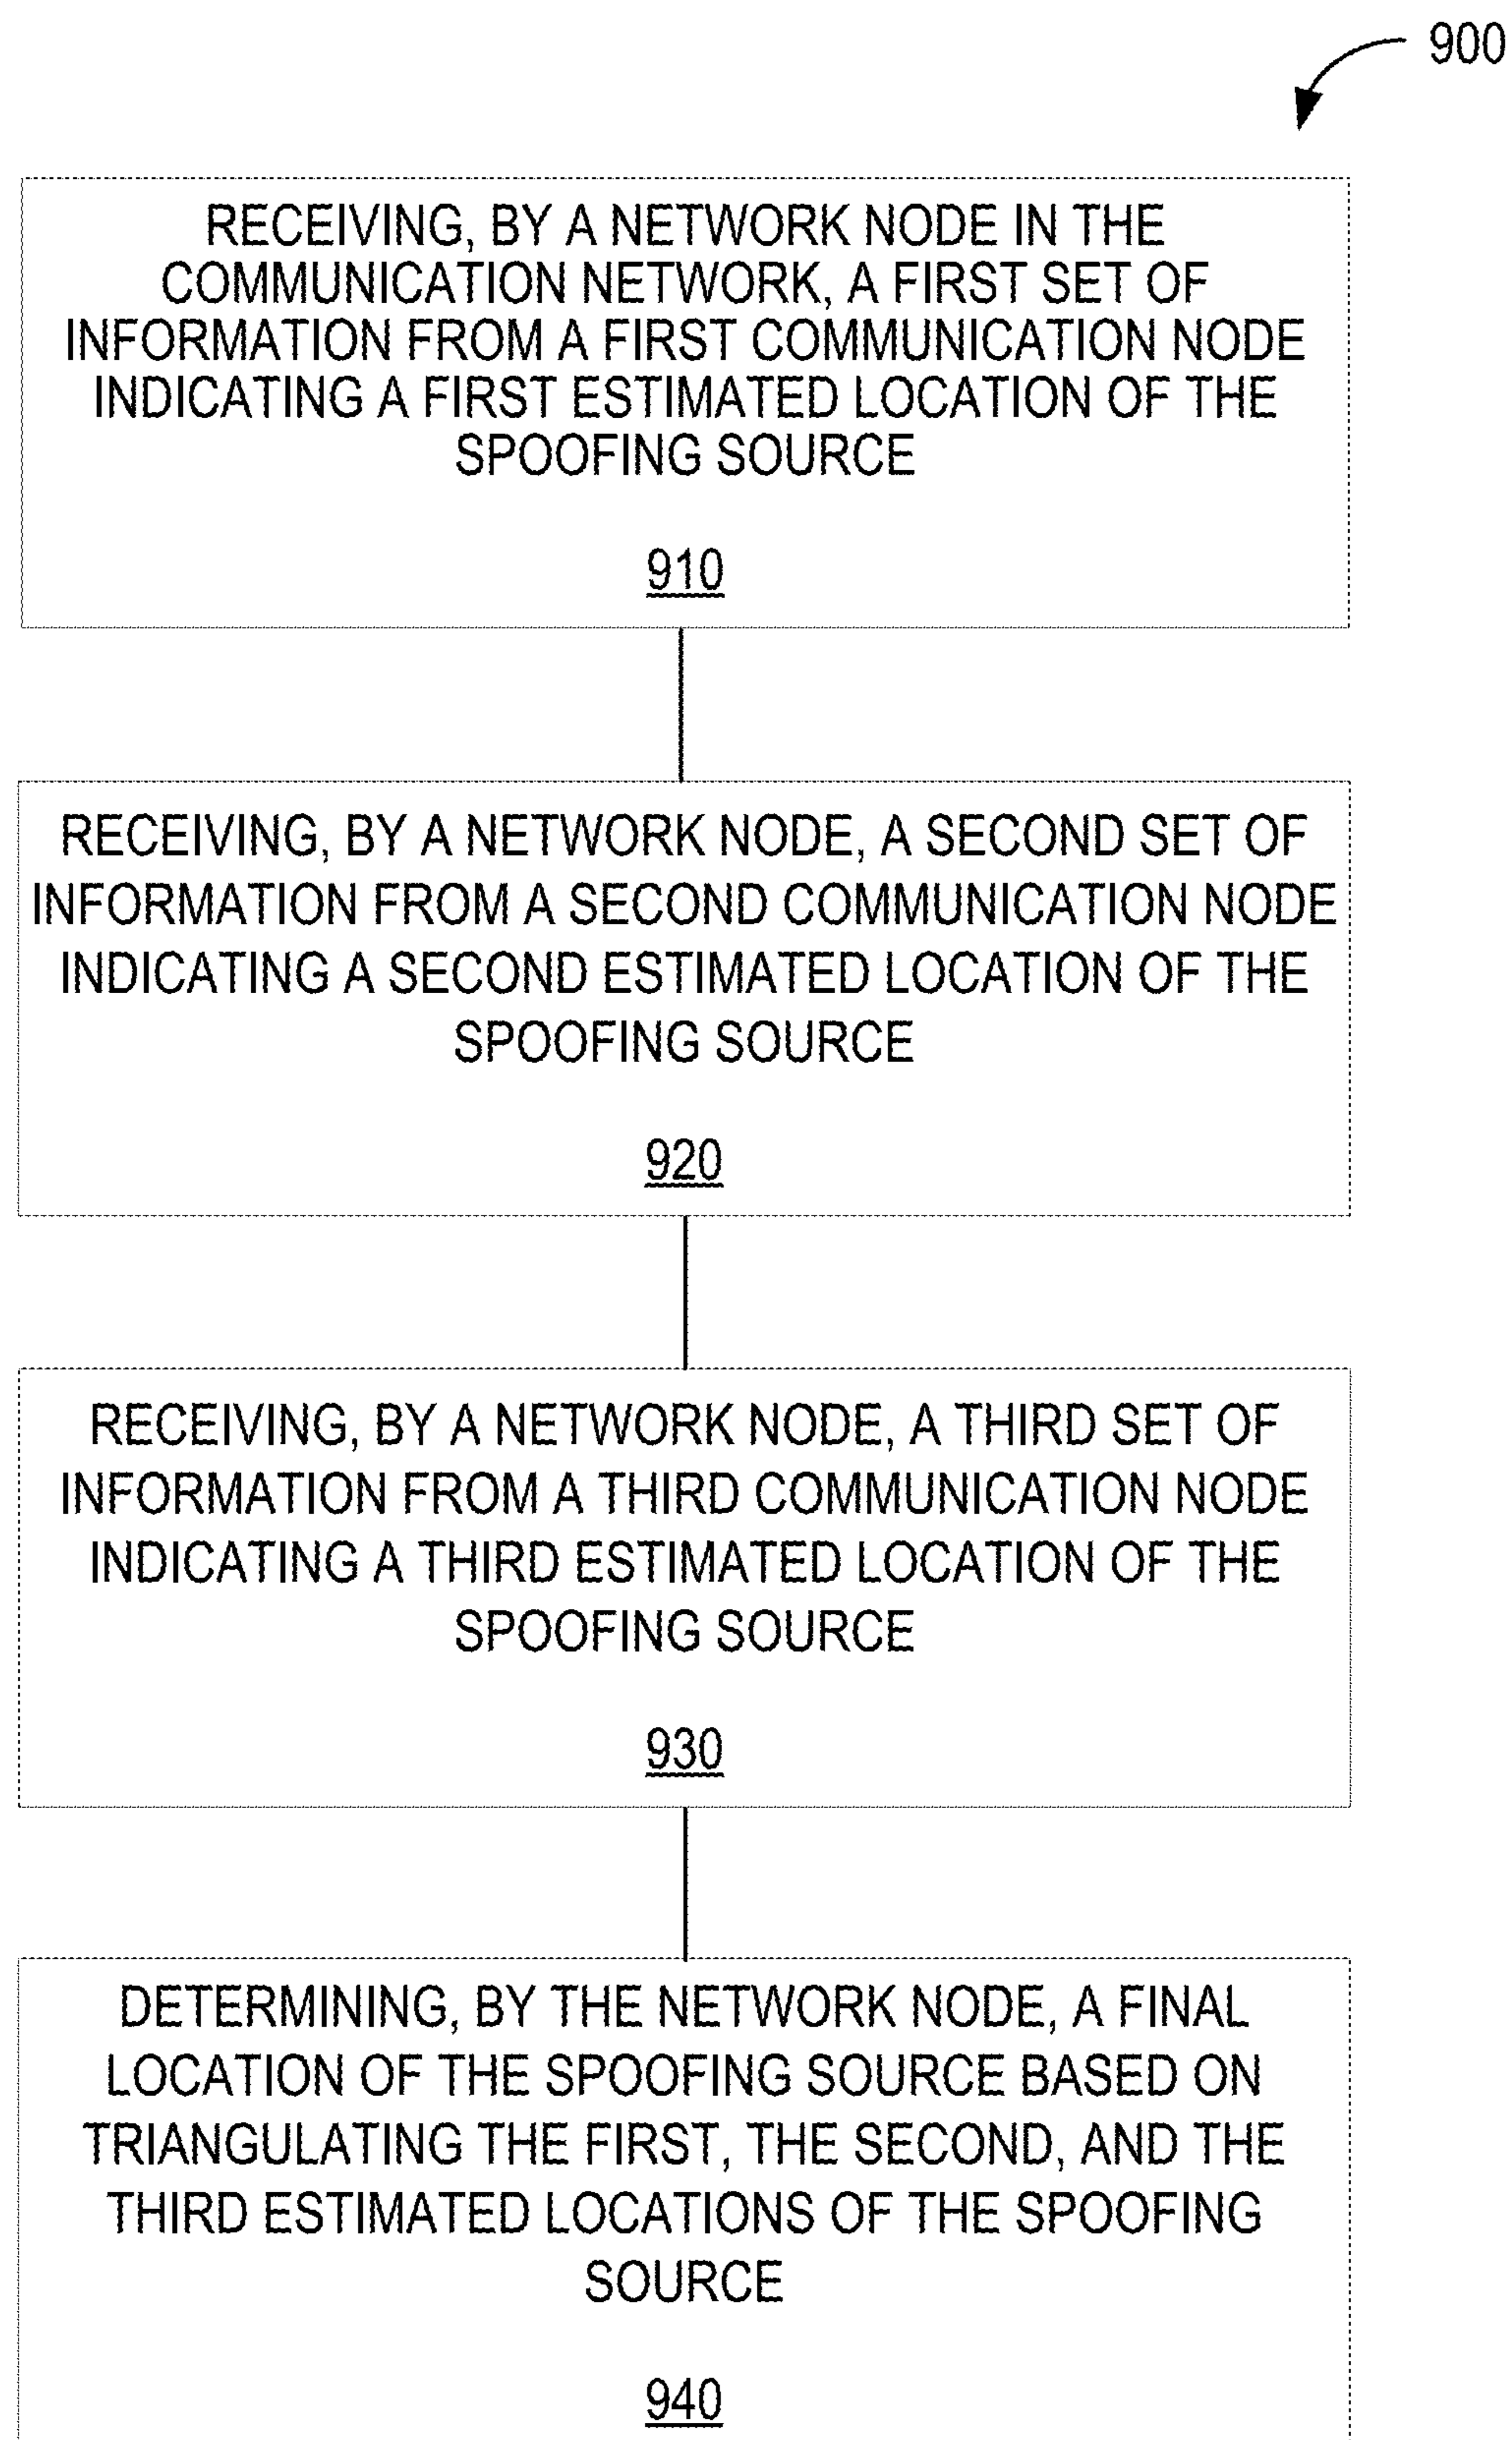 900
RECEIVING, BY A NETWORK NODE IN THE
COMMUNICATION NETWORK, A FIRST SET OF
INFORMATION FROM A FIRST COMMUNICATION NODE
INDICATING A FIRST ESTIMATED LOCATION OF THE
SPOOFING SOURCE
910
RECEIVING, BY A NETWORK NODE, A SECOND SET OF
INFORMATION FROM A SECOND COMMUNICATION NODE
INDICATING A SECOND ESTIMATED LOCATION OF THE
SPOOFING SOURCE
920
RECEIVING, BY A NETWORK NODE, A THIRD SET OF
INFORMATION FROM A THIRD COMMUNICATION NODE
INDICATING A THIRD ESTIMATED LOCATION OF THE
SPOOFING SOURCE
930
DETERMINING, BY THE NETWORK NODE, A FINAL
LOCATION OF THE SPOOFING SOURCE BASED ON
TRIANGULATING THE FIRST, THE SECOND, AND THE
THIRD ESTIMATED LOCATIONS OF THE SPOOFING
SOURCE
940